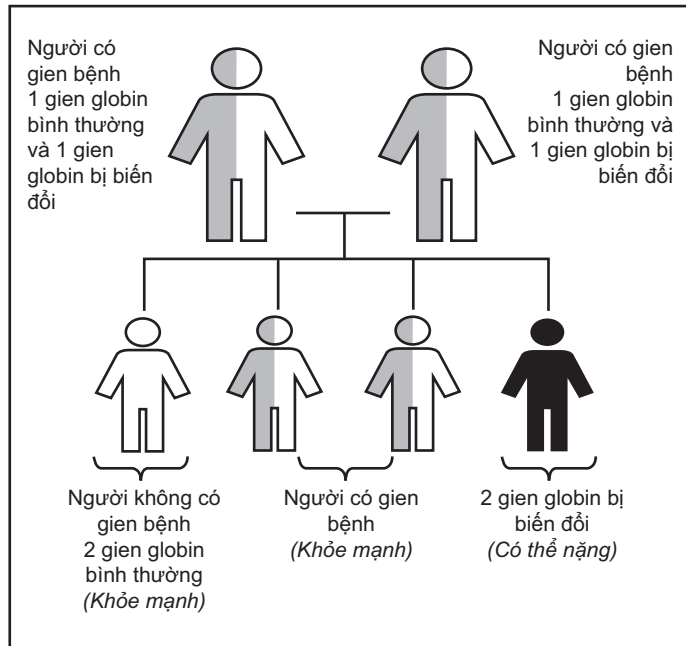 Người có
gien bệnh
1 gien globin
bình thường
và 1 gien
globin bị biến
đổi
Người có gien
bệnh
1 gien globin
bình thường và
1 gien globin bị
biến đổi
Người không có
gien bệnh
2 gien globin
bình thường
(Khỏe mạnh)
Người có gien
bệnh
(Khỏe mạnh)
2 gien globin bị
biến đổi
(Có thể nặng)